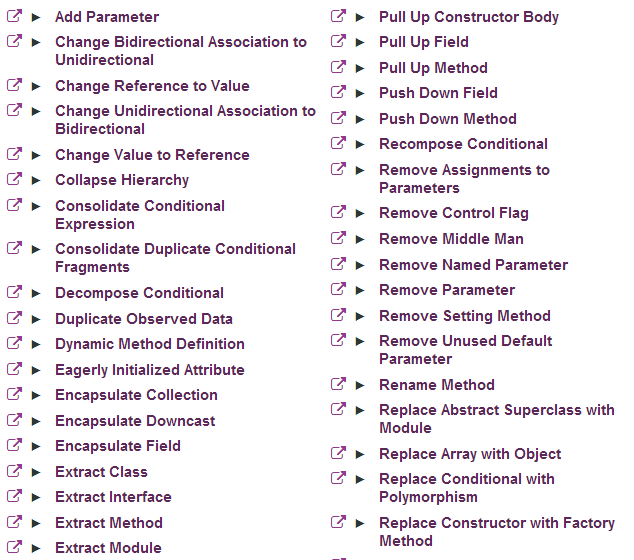 Add Parameter
Change Bidirectional Association to
Unidirectional
Change Reference to Value
Change Unidirectional Association to
Bidirectional
Change Value to Reference
Collapse Hierarchy
Consolidate Conditional
Expression
Consolidate Duplicate Conditional
Fragments
Decompose Conditional
Duplicate Observed Data
Dynamic Method Definition
Eagerly Initialized Attribute
Encapsulate Collection
Encapsulate Downcast
Encapsulate Field
Extract Class
Extract Interface
Extract Method
Extract Module
Pull Up Constructor Body
Pull Up Field
Pull Up Method
Push Down Field
Push Down Method
Recompose Conditional
Remove Assignments to
Parameters
Remove Control Flag
Remove Middle Man
Remove Named Parameter
Remove Parameter
Remove Setting Method
Remove Unused Default
Parameter
Rename Method
Replace Abstract Superclass with
Module
Replace Array with Object
Replace Conditional with
Polymorphism
Replace Constructor with Factory
Method